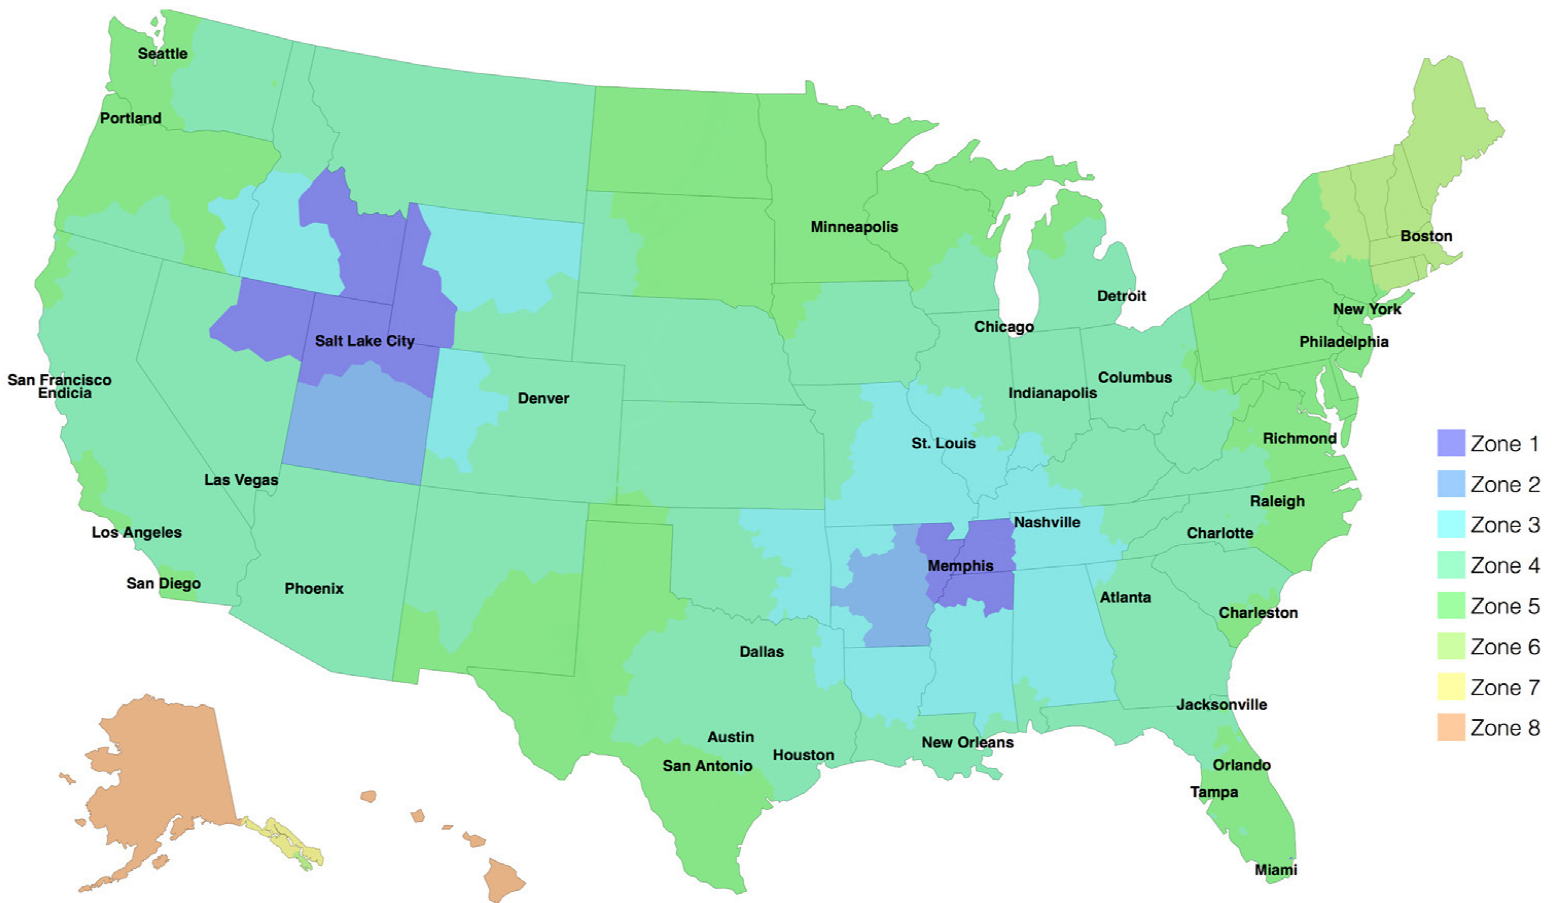 Seattle
Portland
Minneapolis
Boston
Detroit
New York
Chicago
Salt Lake City
Philadelphia
San Francisco
Endicia
Columbus
Indianapolis
Denver
St. Louis
Richmond
Las Vegas
Raleigh
Nashville
Los Angeles
Charlotte
Memphis
San Diego
Phoenix
Atlanta
Charleston
Dallas
Jacksonville
Austin
New Orleans
Houston
San Antonio
Orlando
Tampa
Miami
Zone 1
Zone 2
Zone 3
Zone 4
Zone 5
Zone 6
Zone 7
Zone 8